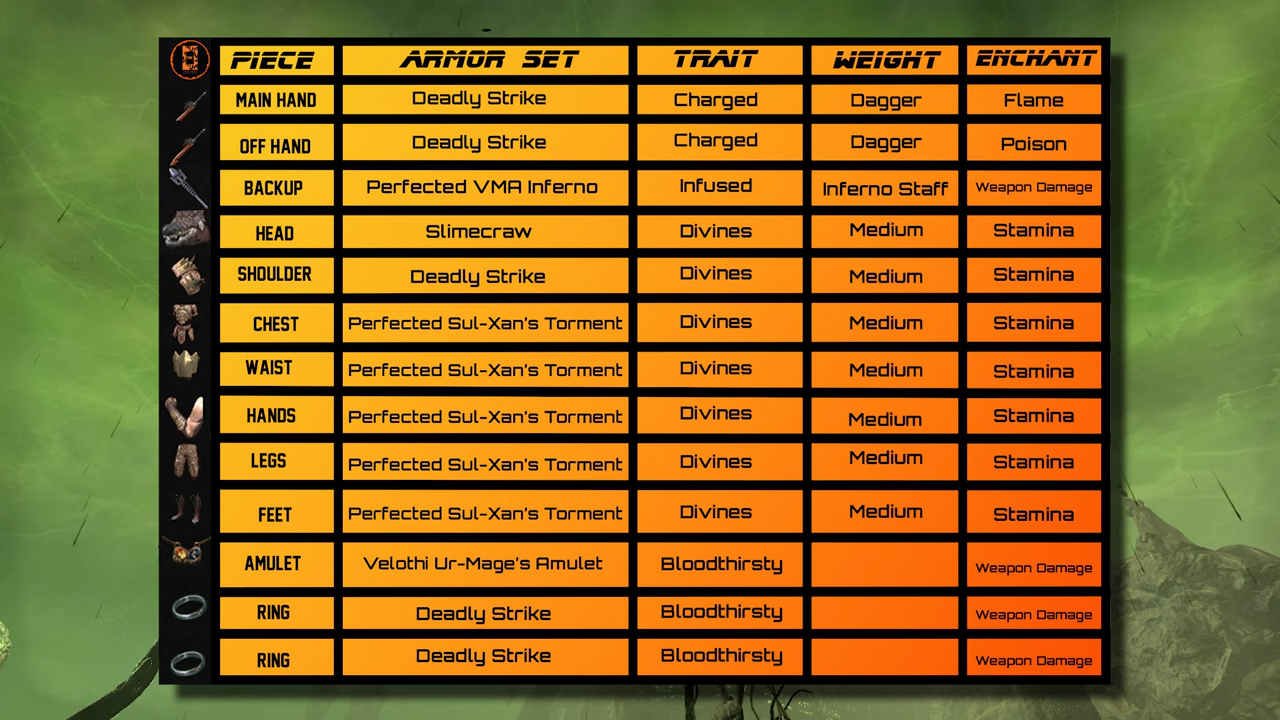 PIECE ARMOR SET TRAIT WEIGHT ENCHANT
MAIN HAND Deadly Strike Charged Dagger Flame
OFF HAND Deadly Strike Charged Dagger Poison
BACKUP Perfected VMA Inferno Infused Inferno Staff Weapon Damage
HEAD Slimecraw Divines Medium Stamina
SHOULDER Deadly Strike Divines Medium Stamina
CHEST Perfected Sul-Xan's Torment Divines Medium Stamina
WAIST Perfected Sul-Xan's Torment Divines Medium Stamina
HANDS Perfected Sul-Xan's Torment Divines Medium Stamina
LEGS Perfected Sul-Xan's Torment Divines Medium Stamina
FEET Perfected Sul-Xan's Torment Divines Medium Stamina
AMULET Velothi Ur-Mage's Amulet Bloodthirsty Weapon Damage
RING Deadly Strike Bloodthirsty Weapon Damage
RING Deadly Strike Bloodthirsty Weapon Damage